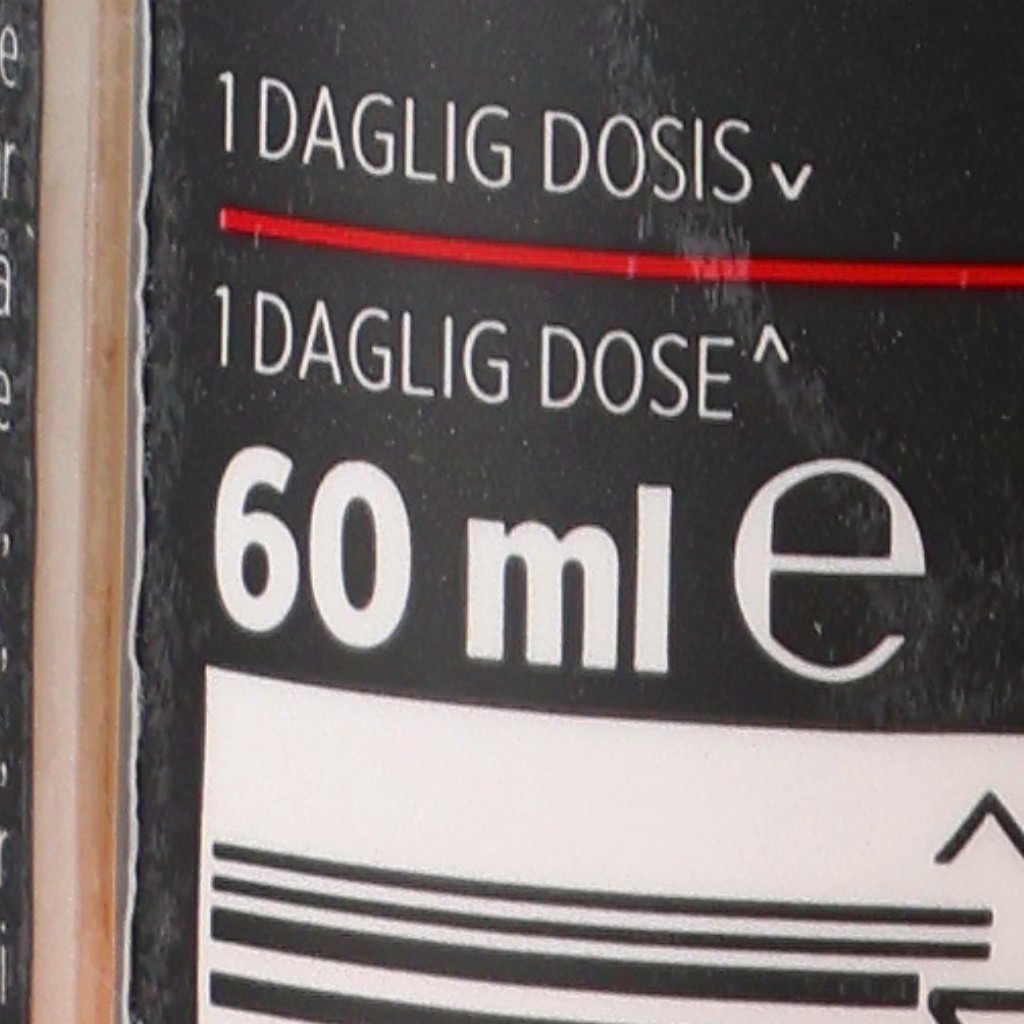 1 DAGLIG DOSIS v
1 DAGLIG DOSE ^
60 ml ℮